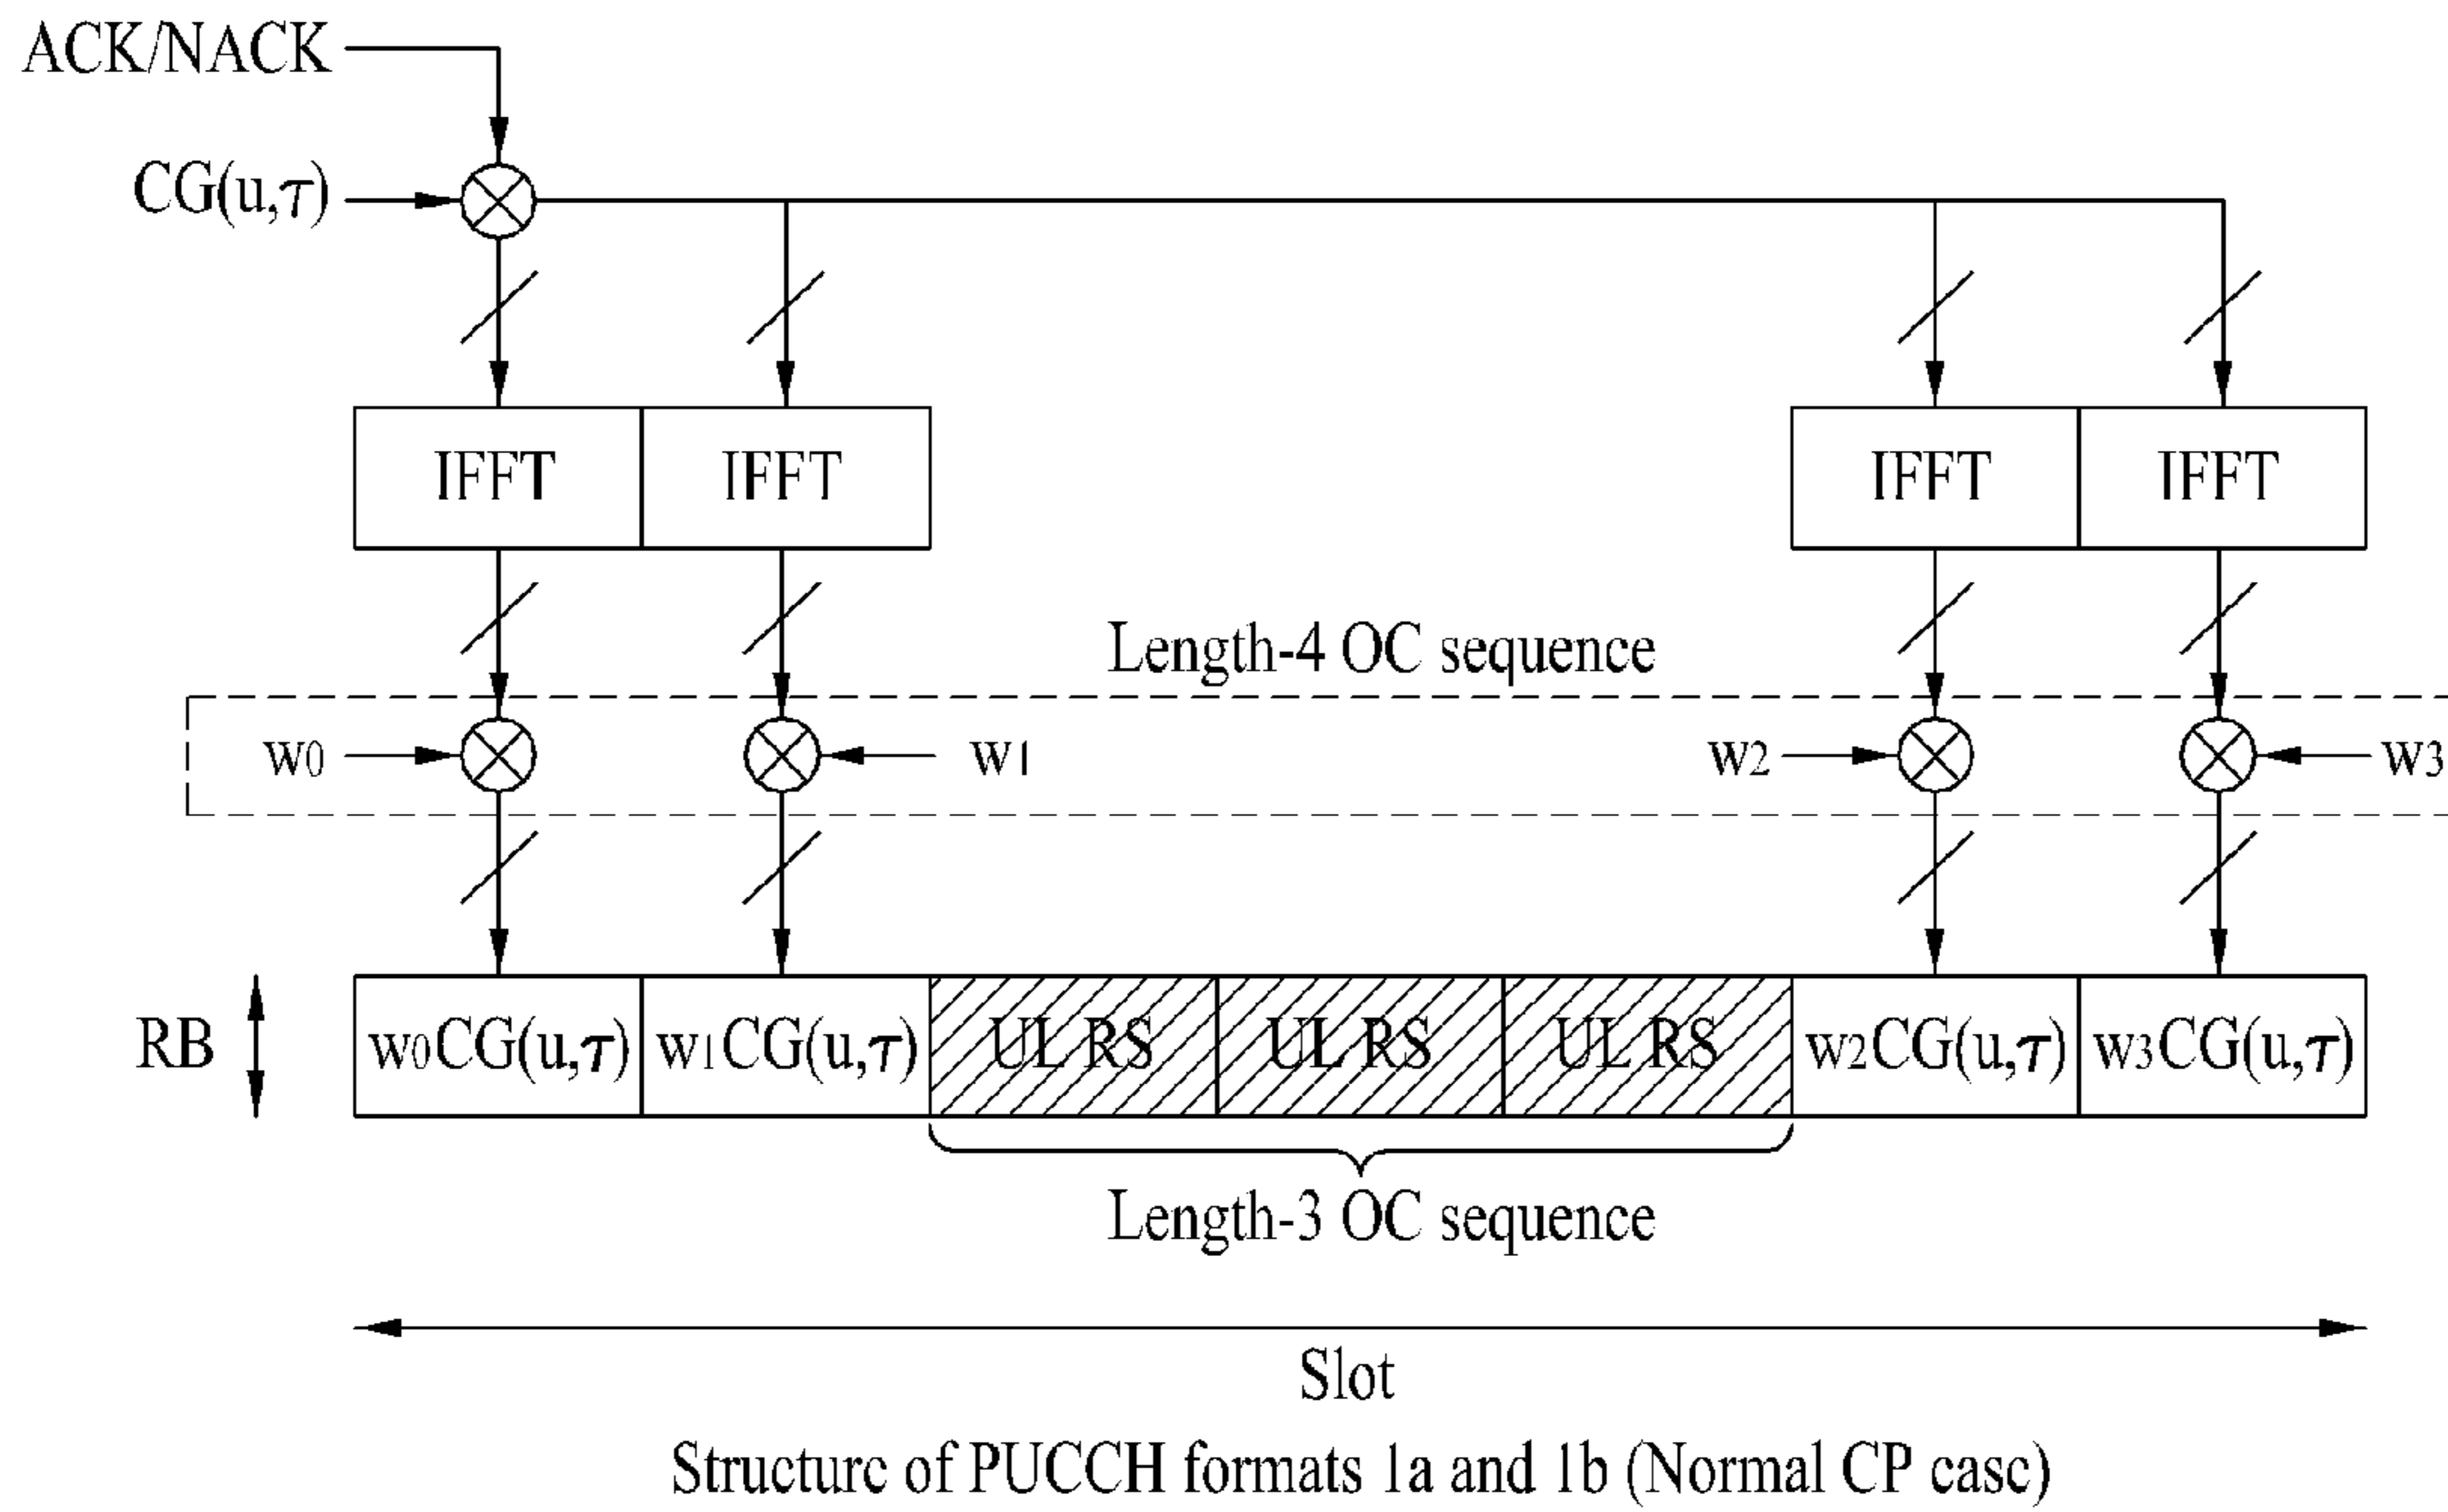 ACK/NACK
CG(u,τ)
IFFT IFFT IFFT IFFT
Length-4 OC sequence
w0 w1 w2 w3
RB w0CG(u,τ) w1CG(u,τ) UL RS UL RS UL RS w2CG(u,τ) w3CG(u,τ)
Length-3 OC sequence
Slot
Structure of PUCCH formats 1a and 1b (Normal CP casc)